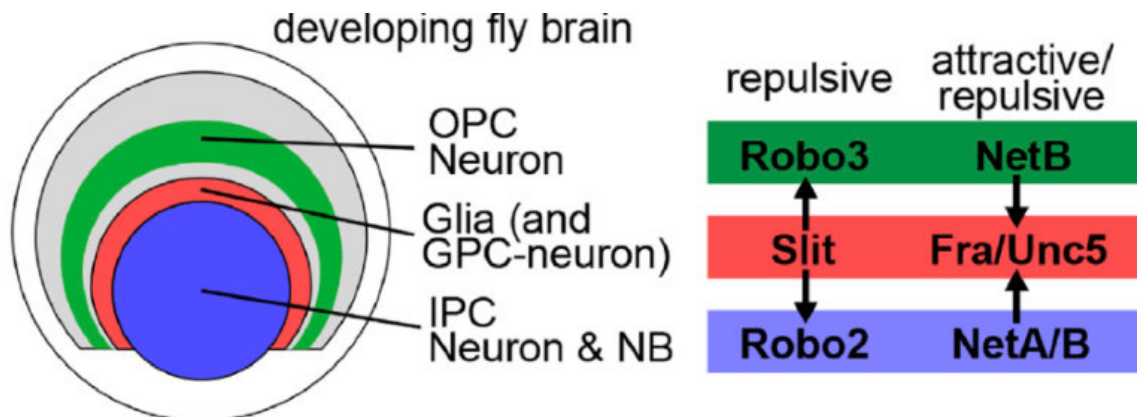 developing fly brain
OPC
Neuron
Glia (and
GPC-neuron)
IPC
Neuron & NB
repulsive
attractive/
repulsive
Robo3 NetB
Slit Fra/Unc5
Robo2 NetA/B